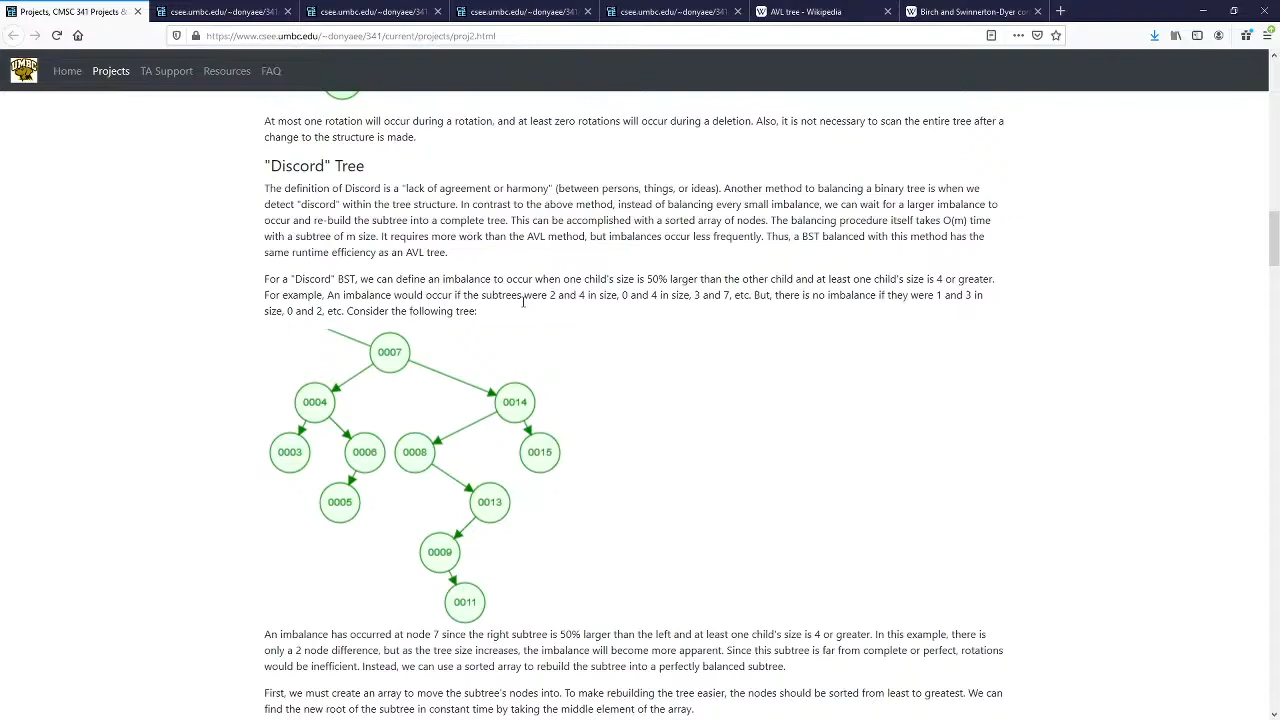 Projects, CMSC 341 Projects &
csee.umbc.edu/~donyaee/341/
csee.umbc.edu/~donyaee/341/
csee.umbc.edu/~donyaee/341/
csee.umbc.edu/~donyaee/341/
AVL tree - Wikipedia
Birch and Swinnerton-Dyer con
https://www.csee.umbc.edu/~donyaee/341/current/projects/proj2.html
UMBC
Home
Projects
TA Support
Resources
FAQ
At most one rotation will occur during a rotation, and at least zero rotations will occur during a deletion. Also, it is not necessary to scan the entire tree after a
change to the structure is made.
"Discord" Tree
The definition of Discord is a "lack of agreement or harmony" (between persons, things, or ideas). Another method to balancing a binary tree is when we
detect "discord" within the tree structure. In contrast to the above method, instead of balancing every small imbalance, we can wait for a larger imbalance to
occur and re-build the subtree into a complete tree. This can be accomplished with a sorted array of nodes. The balancing procedure itself takes O(m) time
with a subtree of m size. It requires more work than the AVL method, but imbalances occur less frequently. Thus, a BST balanced with this method has the
same runtime efficiency as an AVL tree.
For a "Discord" BST, we can define an imbalance to occur when one child's size is 50% larger than the other child and at least one child's size is 4 or greater.
For example, An imbalance would occur if the subtrees were 2 and 4 in size, 0 and 4 in size, 3 and 7, etc. But, there is no imbalance if they were 1 and 3 in
size, 0 and 2, etc. Consider the following tree:
0007
0004
0014
0003
0006
0008
0015
0005
0013
0009
0011
An imbalance has occurred at node 7 since the right subtree is 50% larger than the left and at least one child's size is 4 or greater. In this example, there is
only a 2 node difference, but as the tree size increases, the imbalance will become more apparent. Since this subtree is far from complete or perfect, rotations
would be inefficient. Instead, we can use a sorted array to rebuild the subtree into a perfectly balanced subtree.
First, we must create an array to move the subtree's nodes into. To make rebuilding the tree easier, the nodes should be sorted from least to greatest. We can
find the new root of the subtree in constant time by taking the middle element of the array.